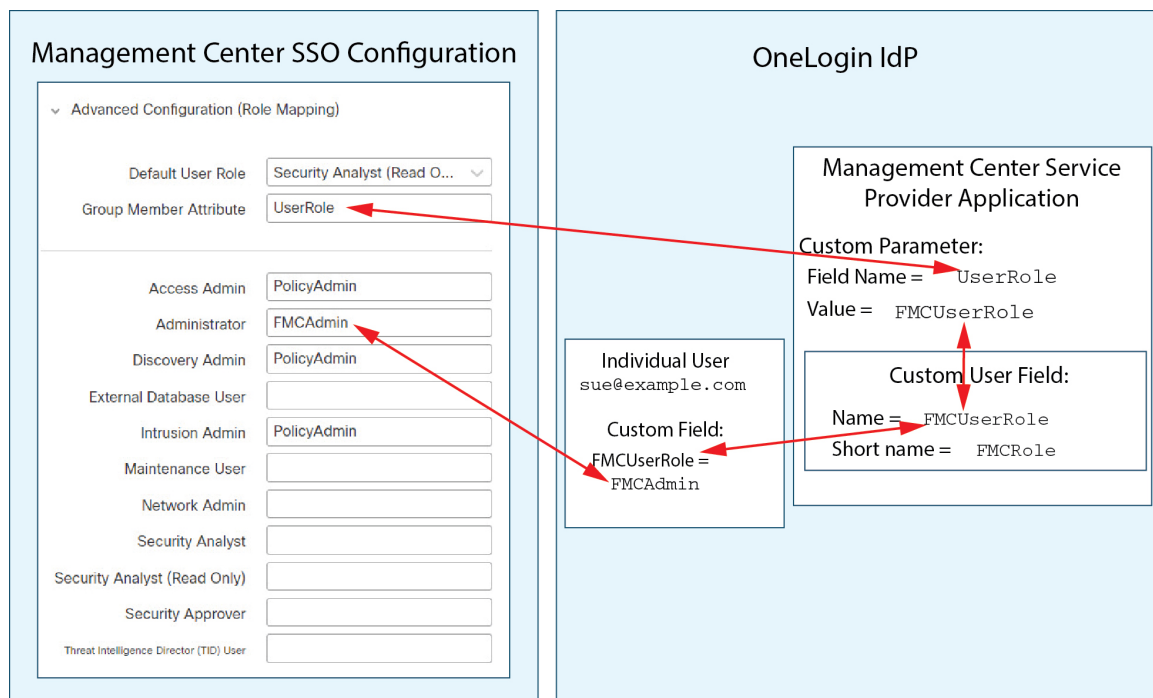 Management Center SSO Configuration
Advanced Configuration (Role Mapping)
Default User Role Security Analyst (Read O...
Group Member Attribute UserRole
Access Admin PolicyAdmin
Administrator FMCAdmin
Discovery Admin PolicyAdmin
External Database User
Intrusion Admin PolicyAdmin
Maintenance User
Network Admin
Security Analyst
Security Analyst (Read Only)
Security Approver
Threat Intelligence Director (TID) User
OneLogin IdP
Individual User
sue@example.com
Custom Field:
FMCUserRole =
FMCAdmin
Management Center Service
Provider Application
Custom Parameter:
Field Name = UserRole
Value = FMCUserRole
Custom User Field:
Name = FMCUserRole
Short name = FMCRole